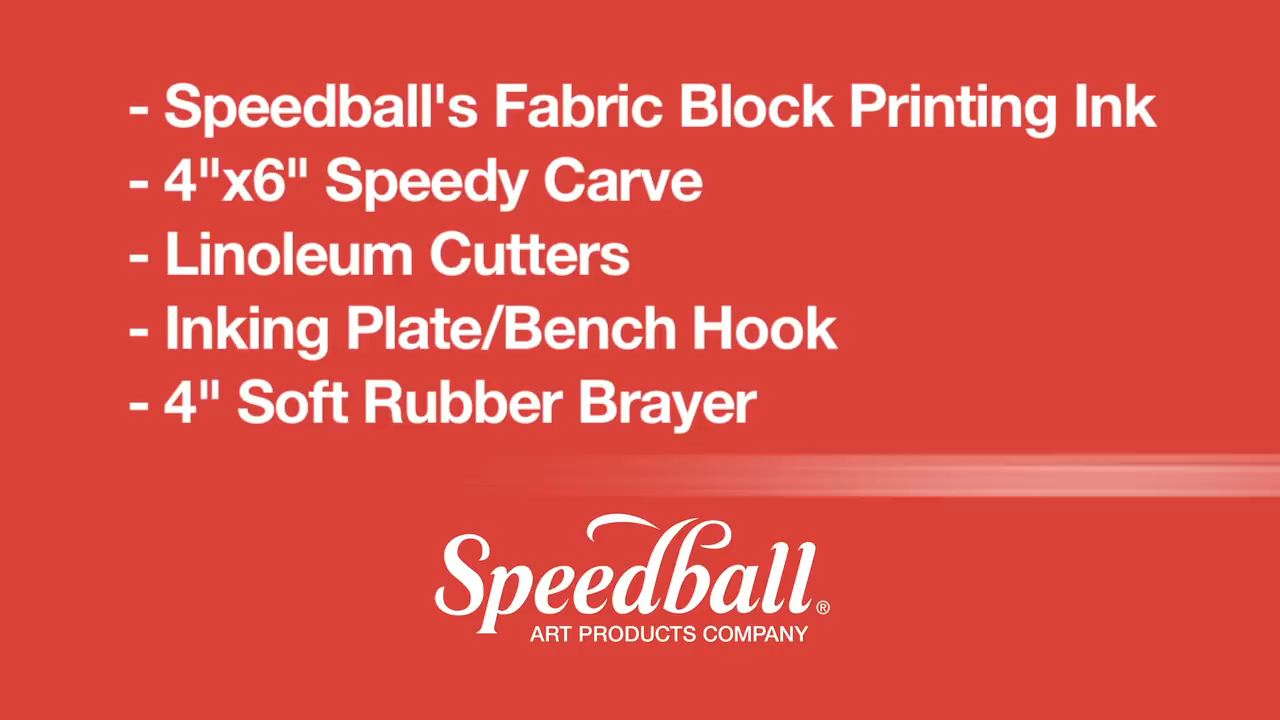 - Speedball's Fabric Block Printing Ink
- 4"x6" Speedy Carve
- Linoleum Cutters
- Inking Plate/Bench Hook
- 4" Soft Rubber Brayer
Speedball®
ART PRODUCTS COMPANY